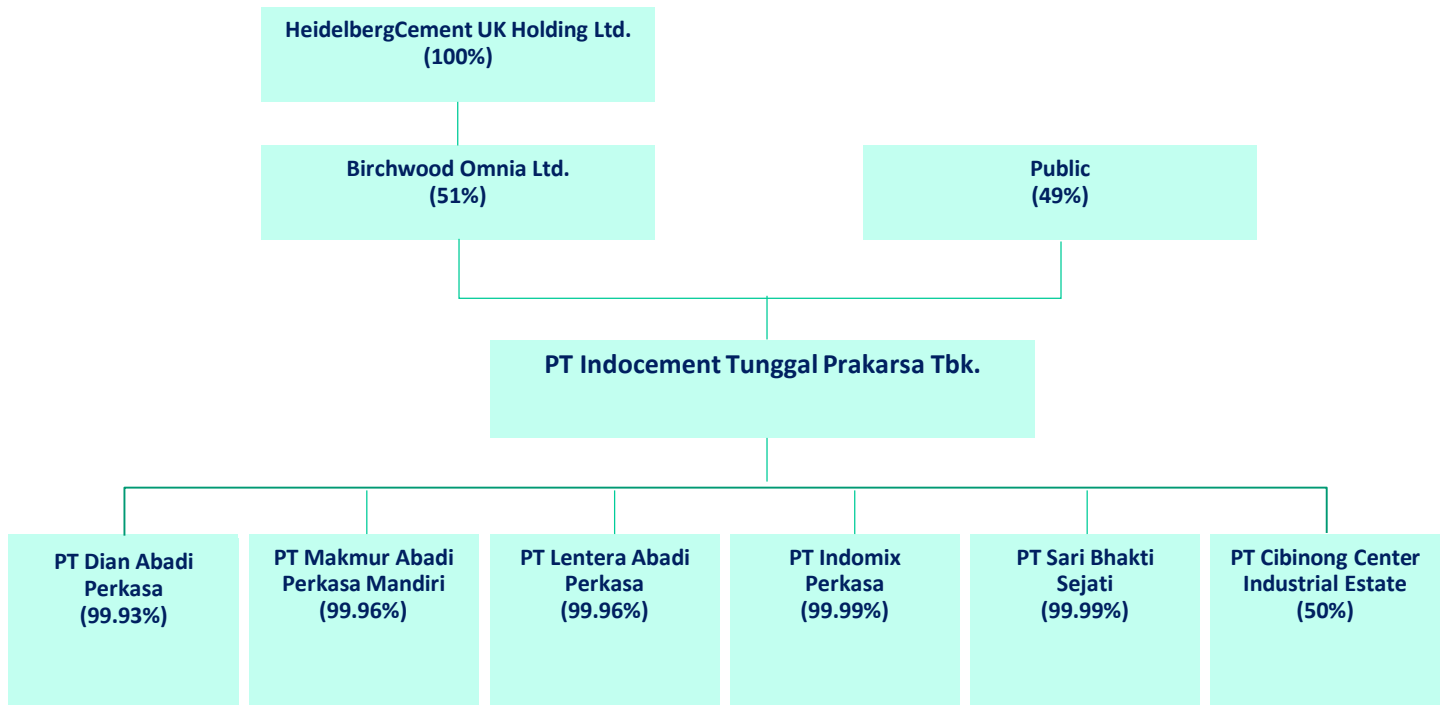 HeidelbergCement UK Holding Ltd.
(100%)
Birchwood Omnia Ltd.
(51%)
Public
(49%)
PT Indocement Tunggal Prakarsa Tbk.
PT Dian Abadi
Perkasa
(99.93%)
PT Makmur Abadi
Perkasa Mandiri
(99.96%)
PT Lentera Abadi
Perkasa
(99.96%)
PT Indomix
Perkasa
(99.99%)
PT Sari Bhakti
Sejati
(99.99%)
PT Cibinong Center
Industrial Estate
(50%)